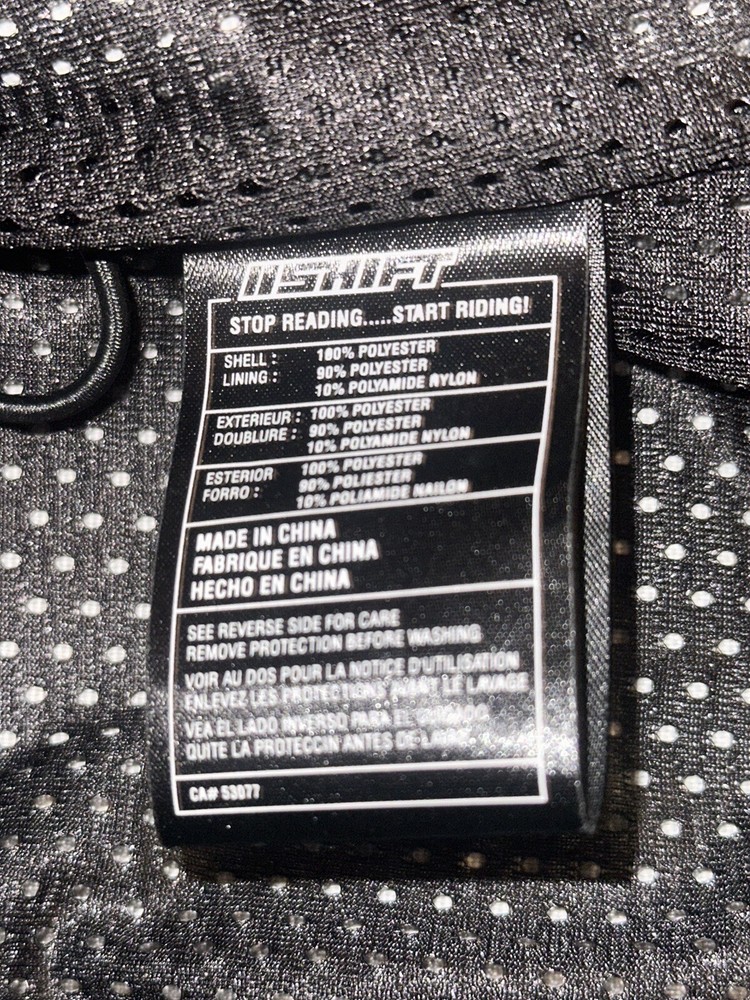 SHIFT
STOP READING.....START RIDING!
SHELL : 100% POLYESTER
LINING : 90% POLYESTER
10% POLYAMIDE NYLON
EXTERIEUR : 100% POLYESTER
DOUBLURE : 90% POLYESTER
10% POLYAMIDE NYLON
ESTERIOR 100% POLYESTER
FORRO : 90% POLIESTER
10% POLIAMIDE NAILON
MADE IN CHINA
FABRIQUE EN CHINA
HECHO EN CHINA
SEE REVERSE SIDE FOR CARE
REMOVE PROTECTION BEFORE WASHING
VOIR AU DOS POUR LA NOTICE D'UTILISATION
ENLEVEZ LES PROTECTIONS AVANT LE LAVAGE
VEA EL LADO INVERSO PARA EL
QUITE LA PROTECCIN ANTES DE
CA# 53077